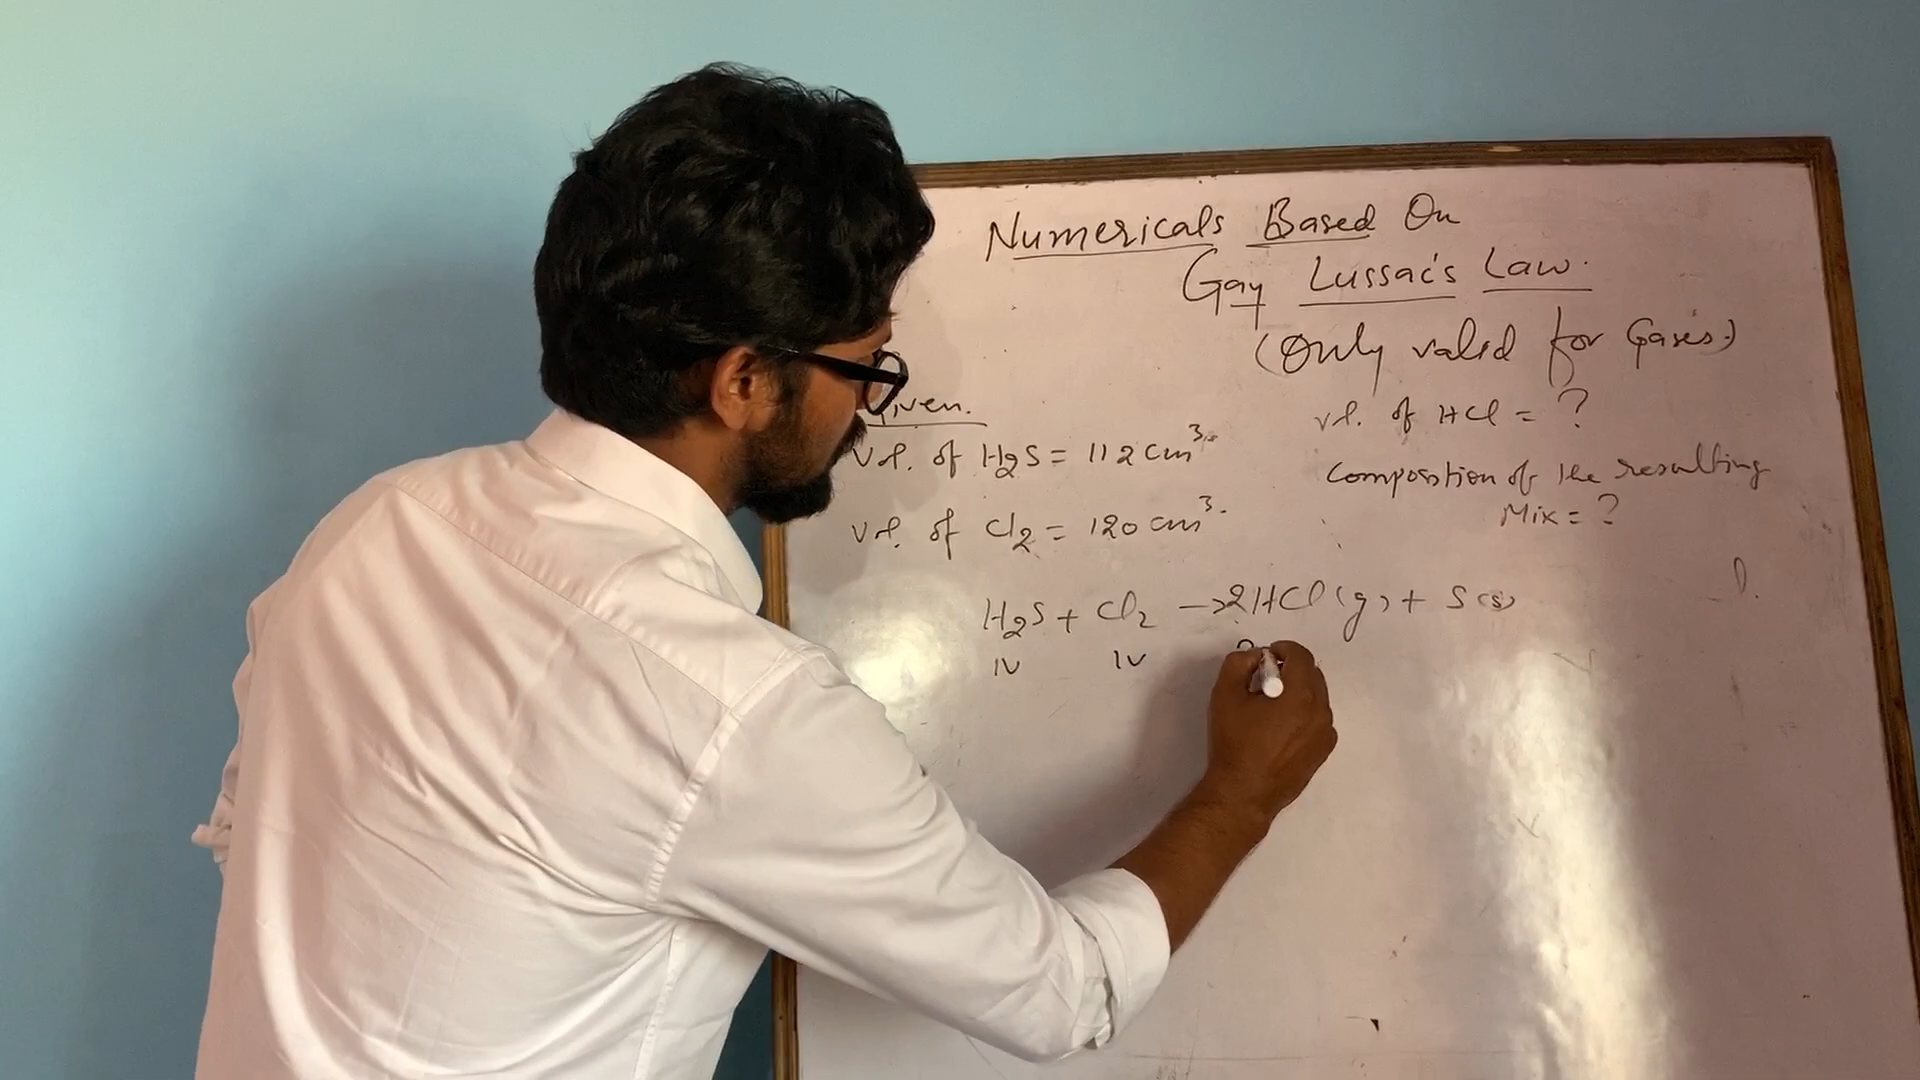 Numericals Based On
Gay Lussac's Law.
(Only valid for Gases.)
Given.
Vol. of H2S = 112 cm³.
Vol. of Cl2 = 120 cm³.
vol. of HCl = ?
Composition of the resulting
Mix = ?
H2S + Cl2 → 2HCl(g) + S(s)
1V 1V 2